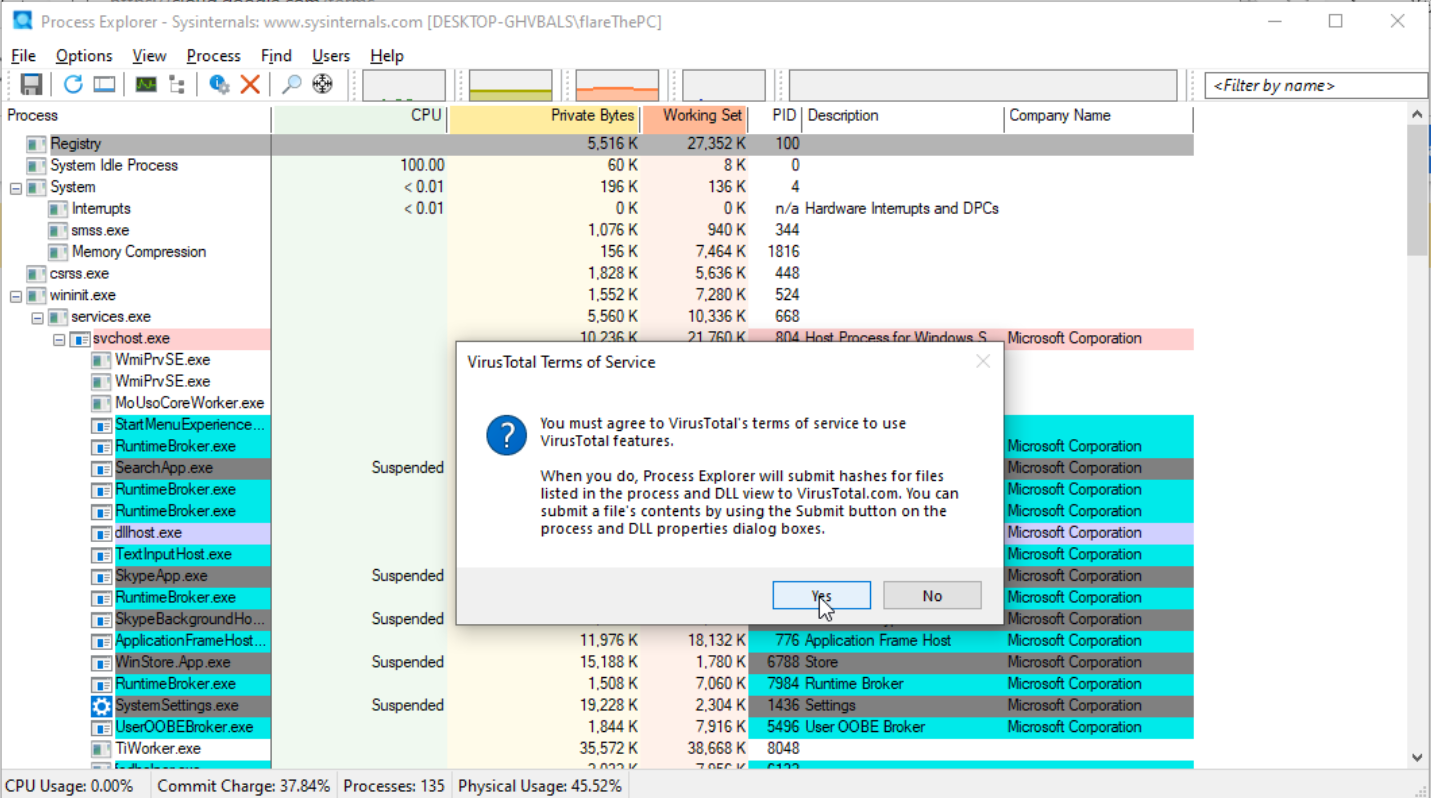 Process Explorer - Sysinternals: www.sysinternals.com [DESKTOP-GHVBALS\flareThePC]
File Options View Process Find Users Help
<Filter by name>
Process CPU Private Bytes Working Set PID Description Company Name
Registry 5,516 K 27,352 K 100
System Idle Process 100.00 60 K 8 K 0
System < 0.01 196 K 136 K 4
Interrupts < 0.01 0 K 0 K n/a Hardware Interrupts and DPCs
smss.exe 1,076 K 940 K 344
Memory Compression 156 K 7,464 K 1816
csrss.exe 1,828 K 5,636 K 448
wininit.exe 1,552 K 7,280 K 524
services.exe 5,560 K 10,336 K 668
svchost.exe 10,236 K 21,760 K 804 Host Process for Windows S... Microsoft Corporation
WmiPrvSE.exe
WmiPrvSE.exe
MoUsoCoreWorker.exe
StartMenuExperience...
RuntimeBroker.exe Microsoft Corporation
SearchApp.exe Suspended Microsoft Corporation
RuntimeBroker.exe Microsoft Corporation
RuntimeBroker.exe Microsoft Corporation
dllhost.exe Microsoft Corporation
TextInputHost.exe Microsoft Corporation
SkypeApp.exe Suspended Microsoft Corporation
RuntimeBroker.exe Microsoft Corporation
SkypeBackgroundHo... Suspended Microsoft Corporation
ApplicationFrameHost... 11,976 K 18,132 K 776 Application Frame Host Microsoft Corporation
WinStore.App.exe Suspended 15,188 K 1,780 K 6788 Store Microsoft Corporation
RuntimeBroker.exe 1,508 K 7,060 K 7984 Runtime Broker Microsoft Corporation
SystemSettings.exe Suspended 19,228 K 2,304 K 1436 Settings Microsoft Corporation
UserOOBEBroker.exe 1,844 K 7,916 K 5496 User OOBE Broker Microsoft Corporation
TiWorker.exe 35,572 K 38,668 K 8048
VirusTotal Terms of Service
You must agree to VirusTotal's terms of service to use
VirusTotal features.
When you do, Process Explorer will submit hashes for files
listed in the process and DLL view to VirusTotal.com. You can
submit a file's contents by using the Submit button on the
process and DLL properties dialog boxes.
Yes No
CPU Usage: 0.00% Commit Charge: 37.84% Processes: 135 Physical Usage: 45.52%